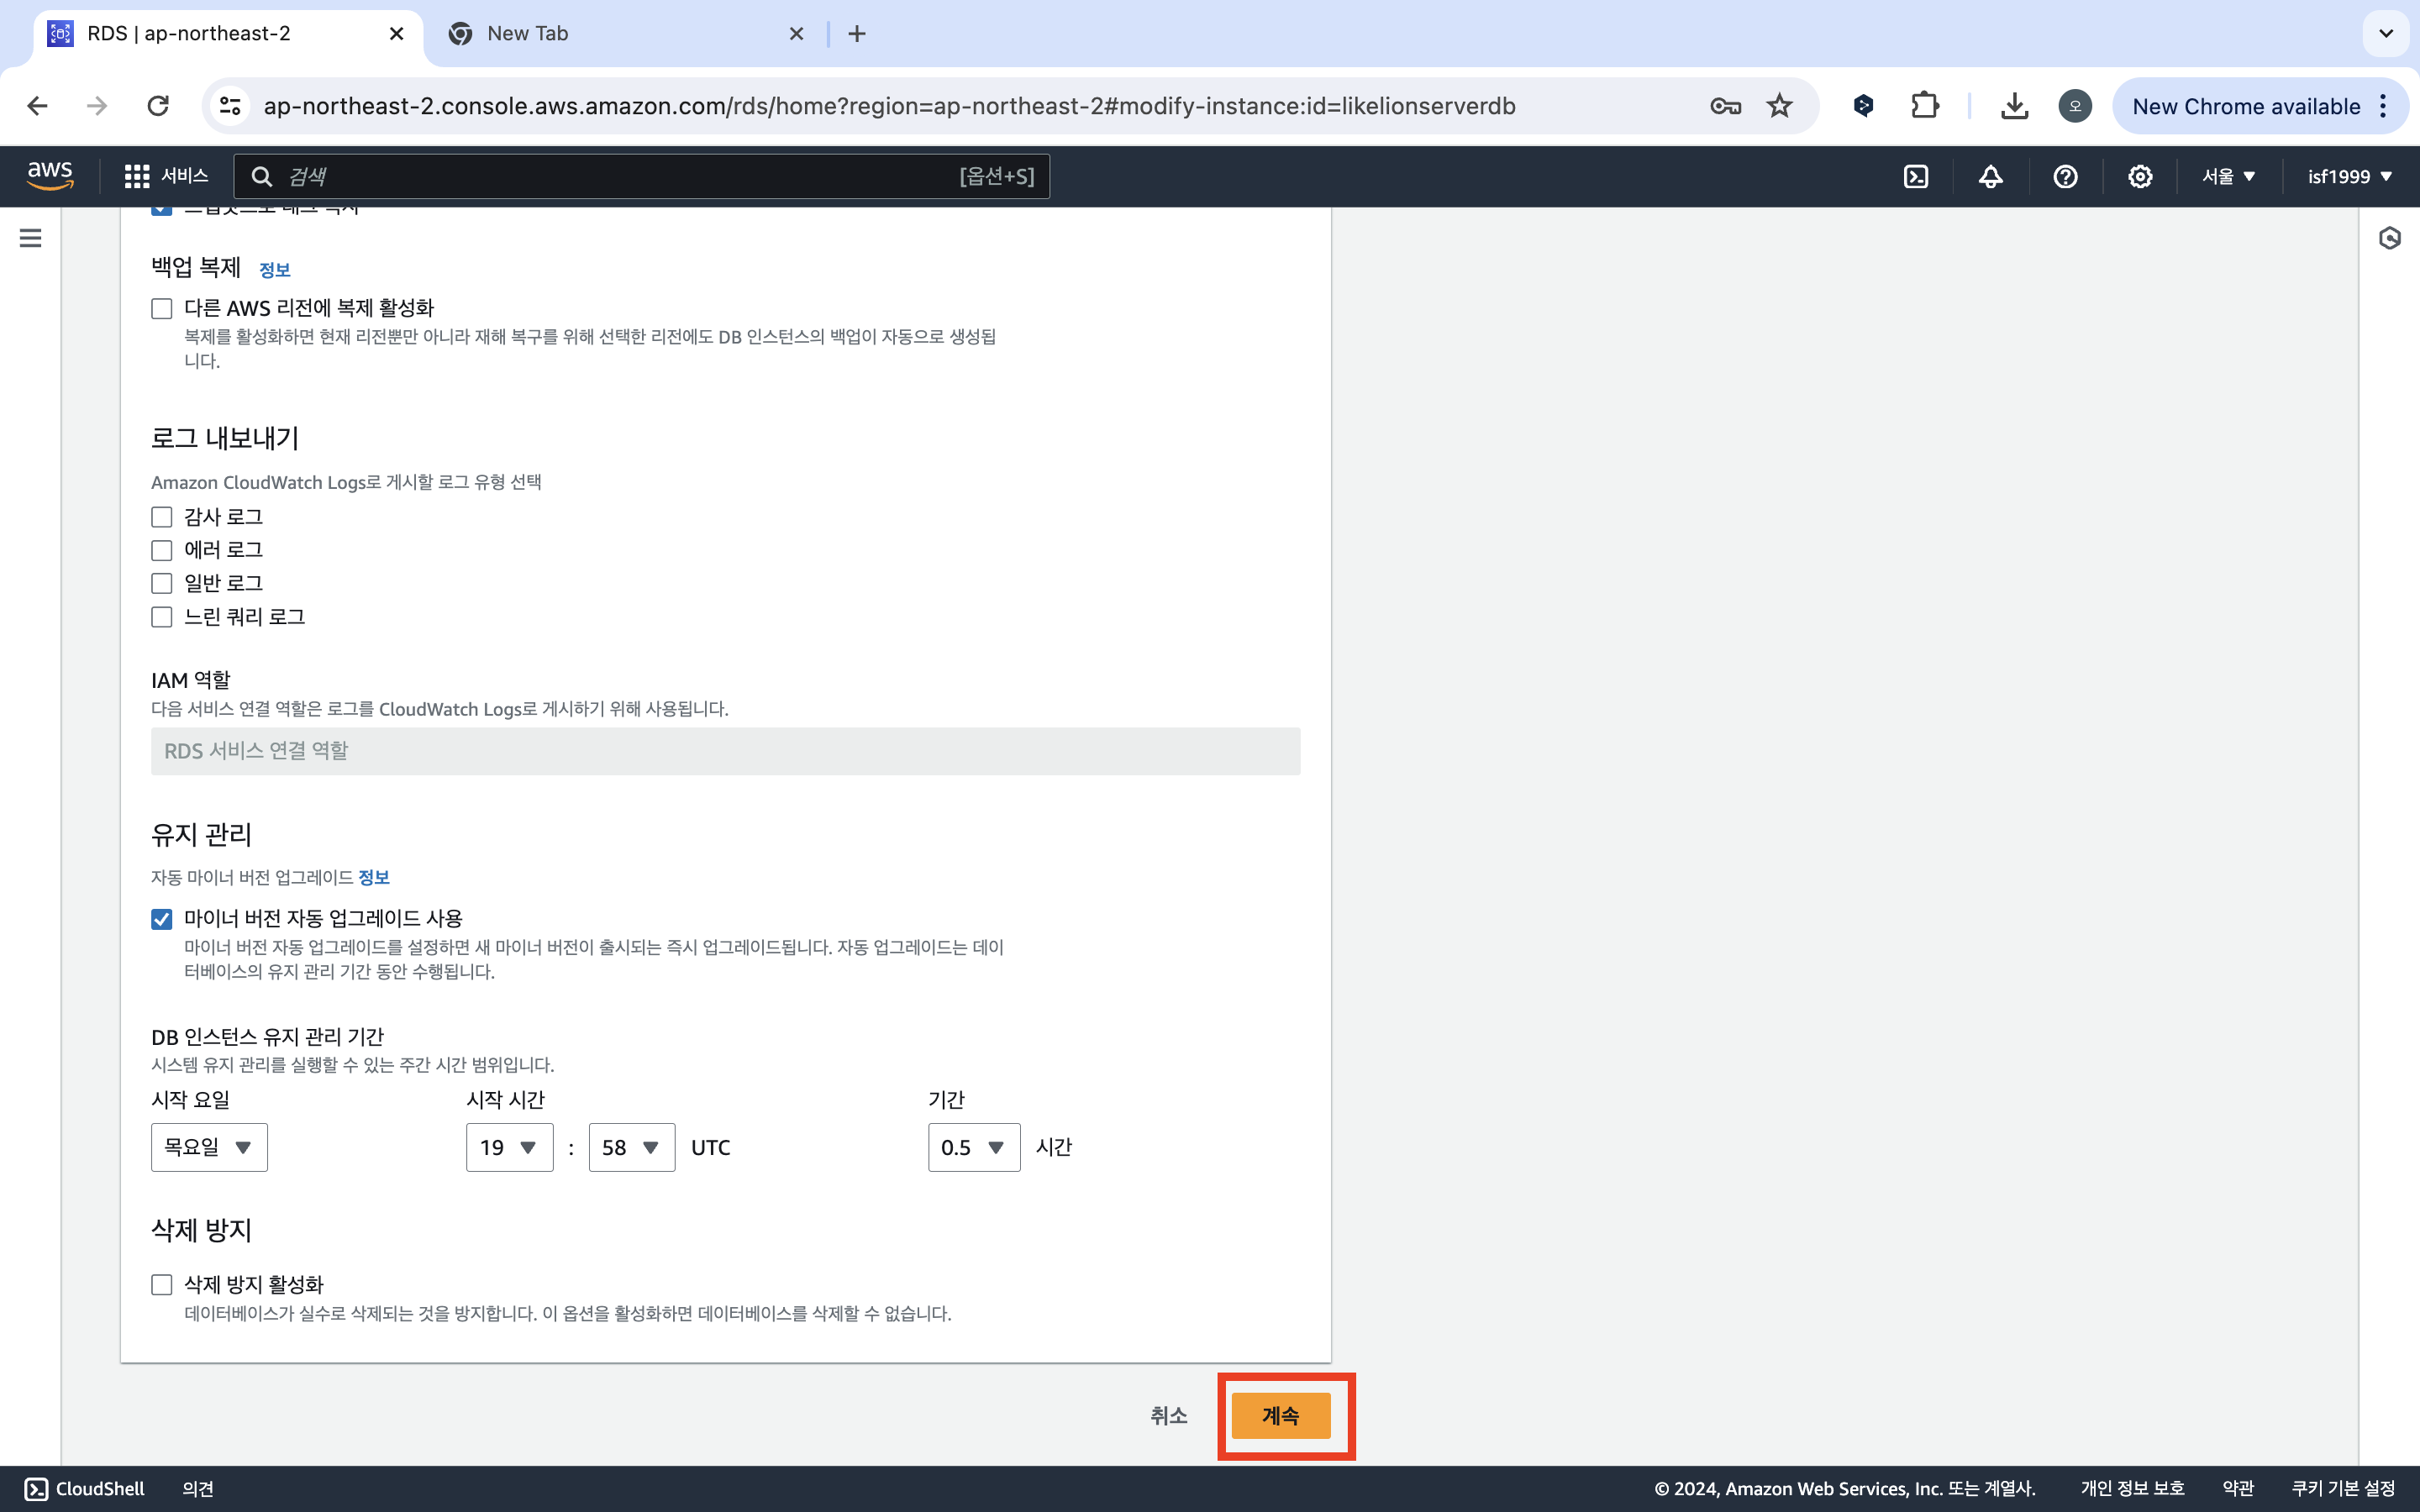 RDS | ap-northeast-2
New Tab
ap-northeast-2.console.aws.amazon.com/rds/home?region=ap-northeast-2#modify-instance:id=likelionserverdb
오
New Chrome available
aws
서비스
검색
[옵션+S]
서울
isf1999
백업 복제 정보
다른 AWS 리전에 복제 활성화
복제를 활성화하면 현재 리전뿐만 아니라 재해 복구를 위해 선택한 리전에도 DB 인스턴스의 백업이 자동으로 생성됩
니다.
로그 내보내기
Amazon CloudWatch Logs로 게시할 로그 유형 선택
감사 로그
에러 로그
일반 로그
느린 쿼리 로그
IAM 역할
다음 서비스 연결 역할은 로그를 CloudWatch Logs로 게시하기 위해 사용됩니다.
RDS 서비스 연결 역할
유지 관리
자동 마이너 버전 업그레이드 정보
마이너 버전 자동 업그레이드 사용
마이너 버전 자동 업그레이드를 설정하면 새 마이너 버전이 출시되는 즉시 업그레이드됩니다. 자동 업그레이드는 데이
터베이스의 유지 관리 기간 동안 수행됩니다.
DB 인스턴스 유지 관리 기간
시스템 유지 관리를 실행할 수 있는 주간 시간 범위입니다.
시작 요일 시작 시간 기간
목요일 19 : 58 UTC 0.5 시간
삭제 방지
삭제 방지 활성화
데이터베이스가 실수로 삭제되는 것을 방지합니다. 이 옵션을 활성화하면 데이터베이스를 삭제할 수 없습니다.
취소 계속
CloudShell 의견 © 2024, Amazon Web Services, Inc. 또는 계열사. 개인 정보 보호 약관 쿠키 기본 설정